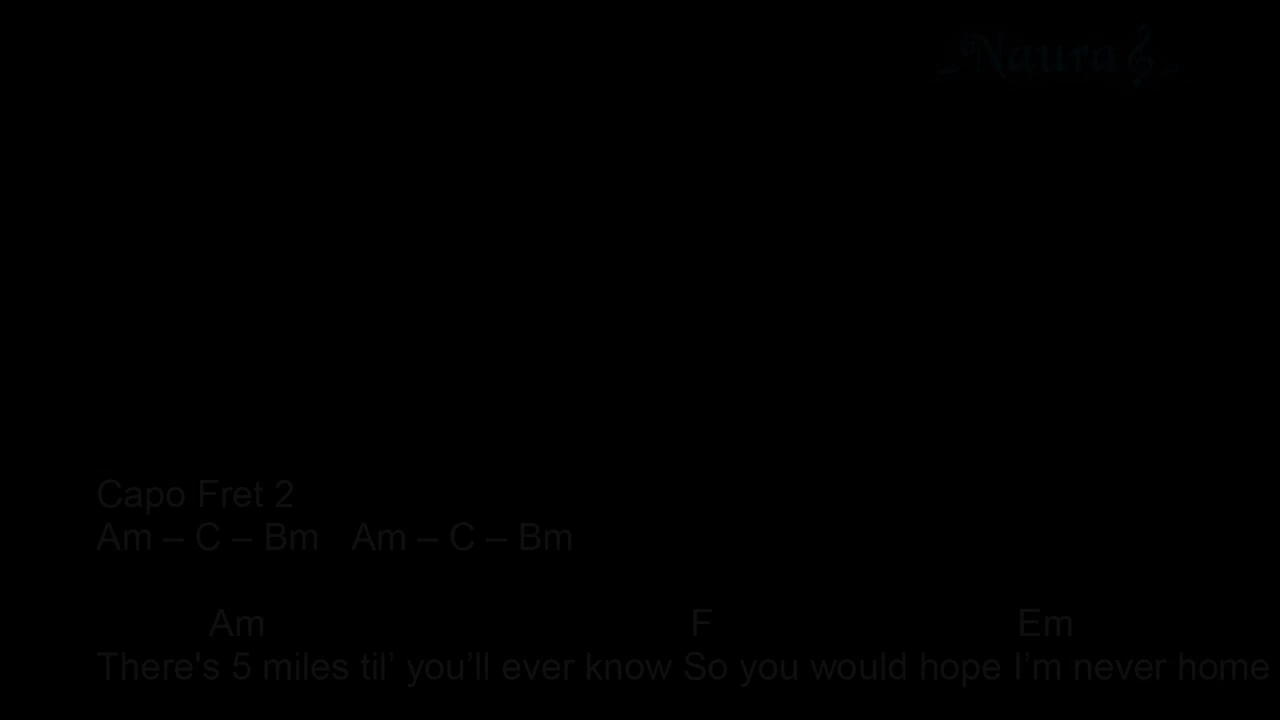 Naura
Capo Fret 2
Am – C – Bm   Am – C – Bm
Am F Em
There's 5 miles til’ you’ll ever know So you would hope I’m never home